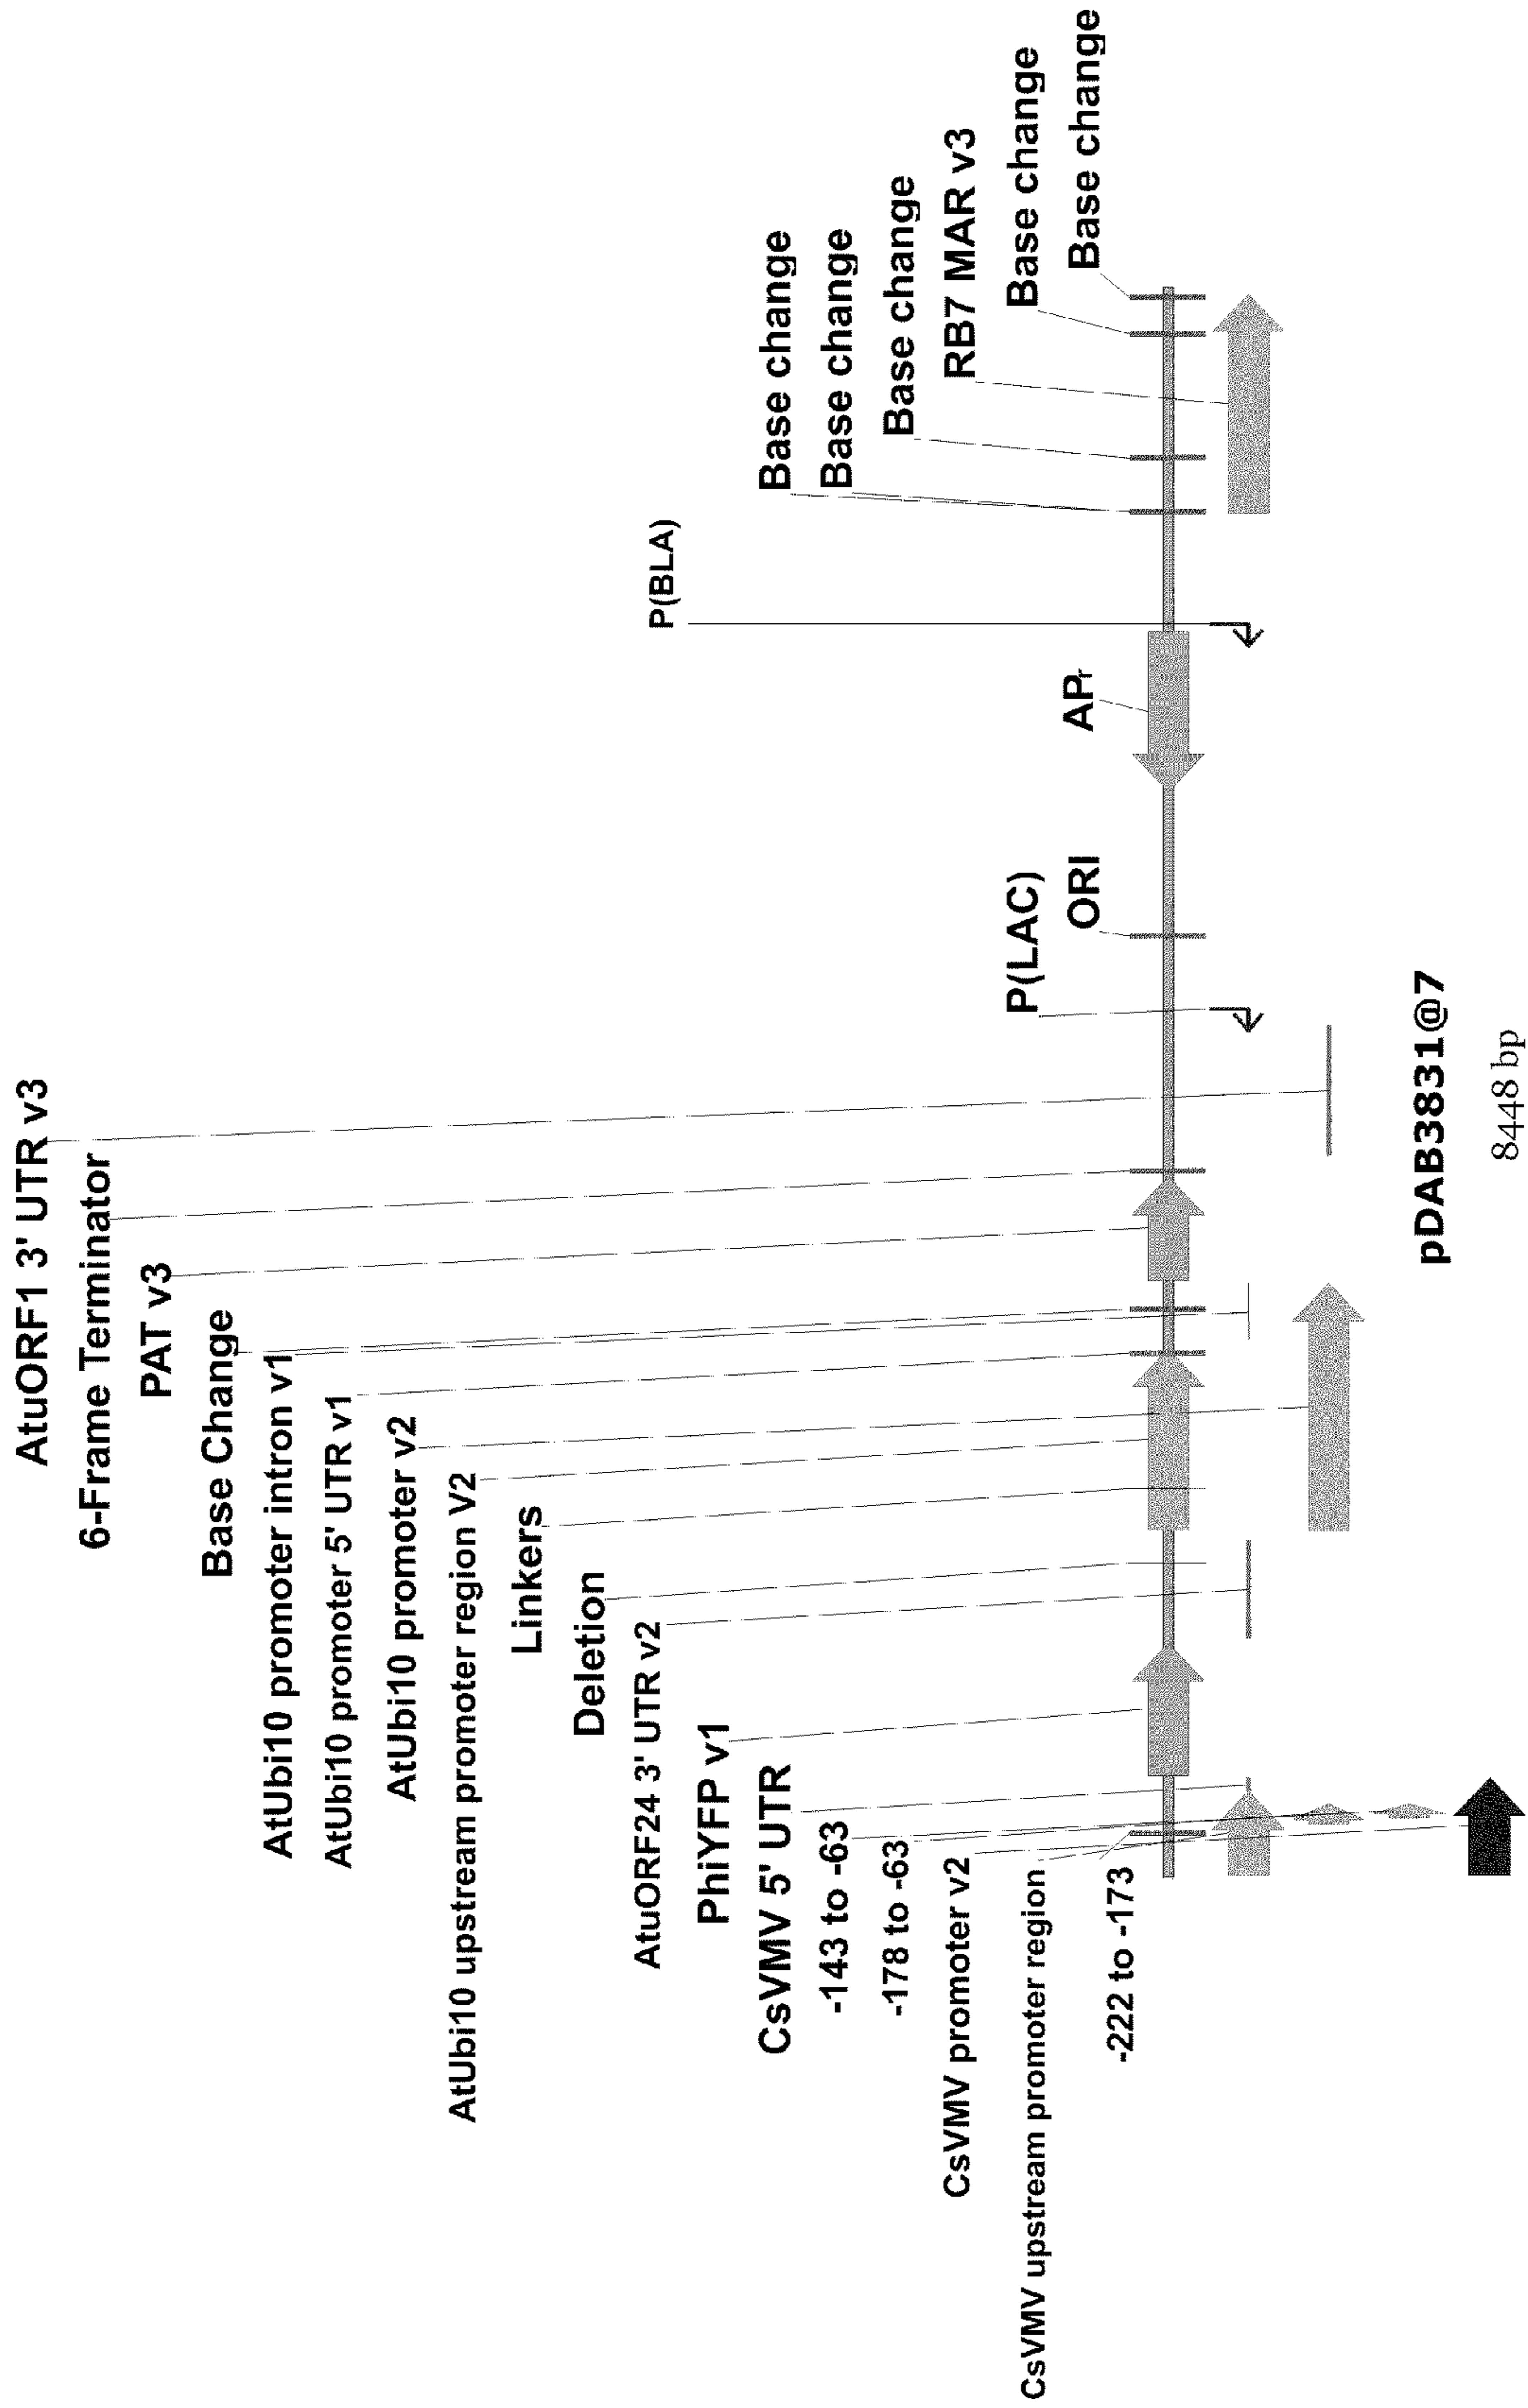 AtuORF1 3' UTR v3
6-Frame Terminator
PAT v3
Base Change
AtUbi10 promoter intron v1
AtUbi10 promoter 5' UTR v1
AtUbi10 promoter v2
AtUbi10 upstream promoter region V2
Linkers
Deletion
AtuORF24 3' UTR v2
PhiYFP v1
CsVMV 5' UTR
-143 to -63
-178 to -63
CsVMV promoter v2
CsVMV upstream promoter region
-222 to -173
P(LAC)
ORI
APr
P(BLA)
Base change
Base change
Base change
RB7 MAR v3
Base change
Base change
pDAB3831@7
8448 bp